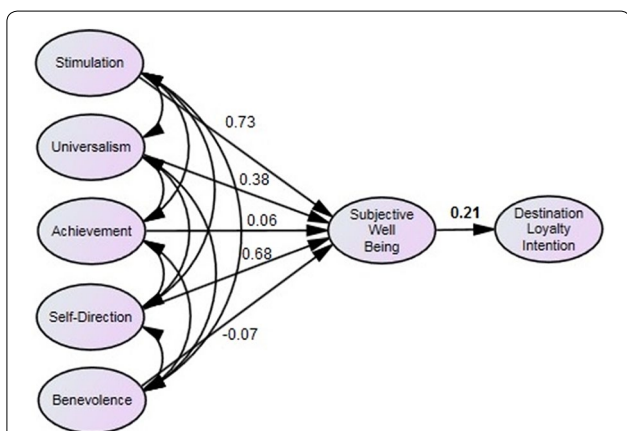 Stimulation
0.73
Universalism
0.38
Achievement
0.06
Subjective
Well
Being
0.21
Destination
Loyalty
Intention
0.68
Self-Direction
-0.07
Benevolence